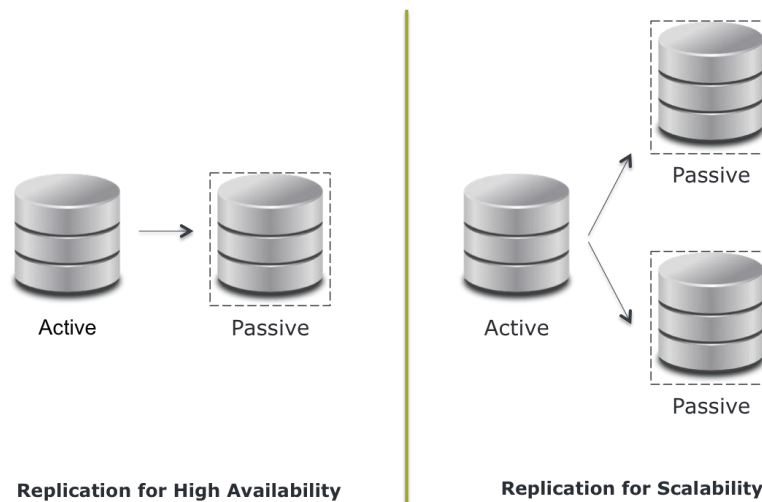 Active
Passive
Replication for High Availability
Passive
Active
Passive
Replication for Scalability